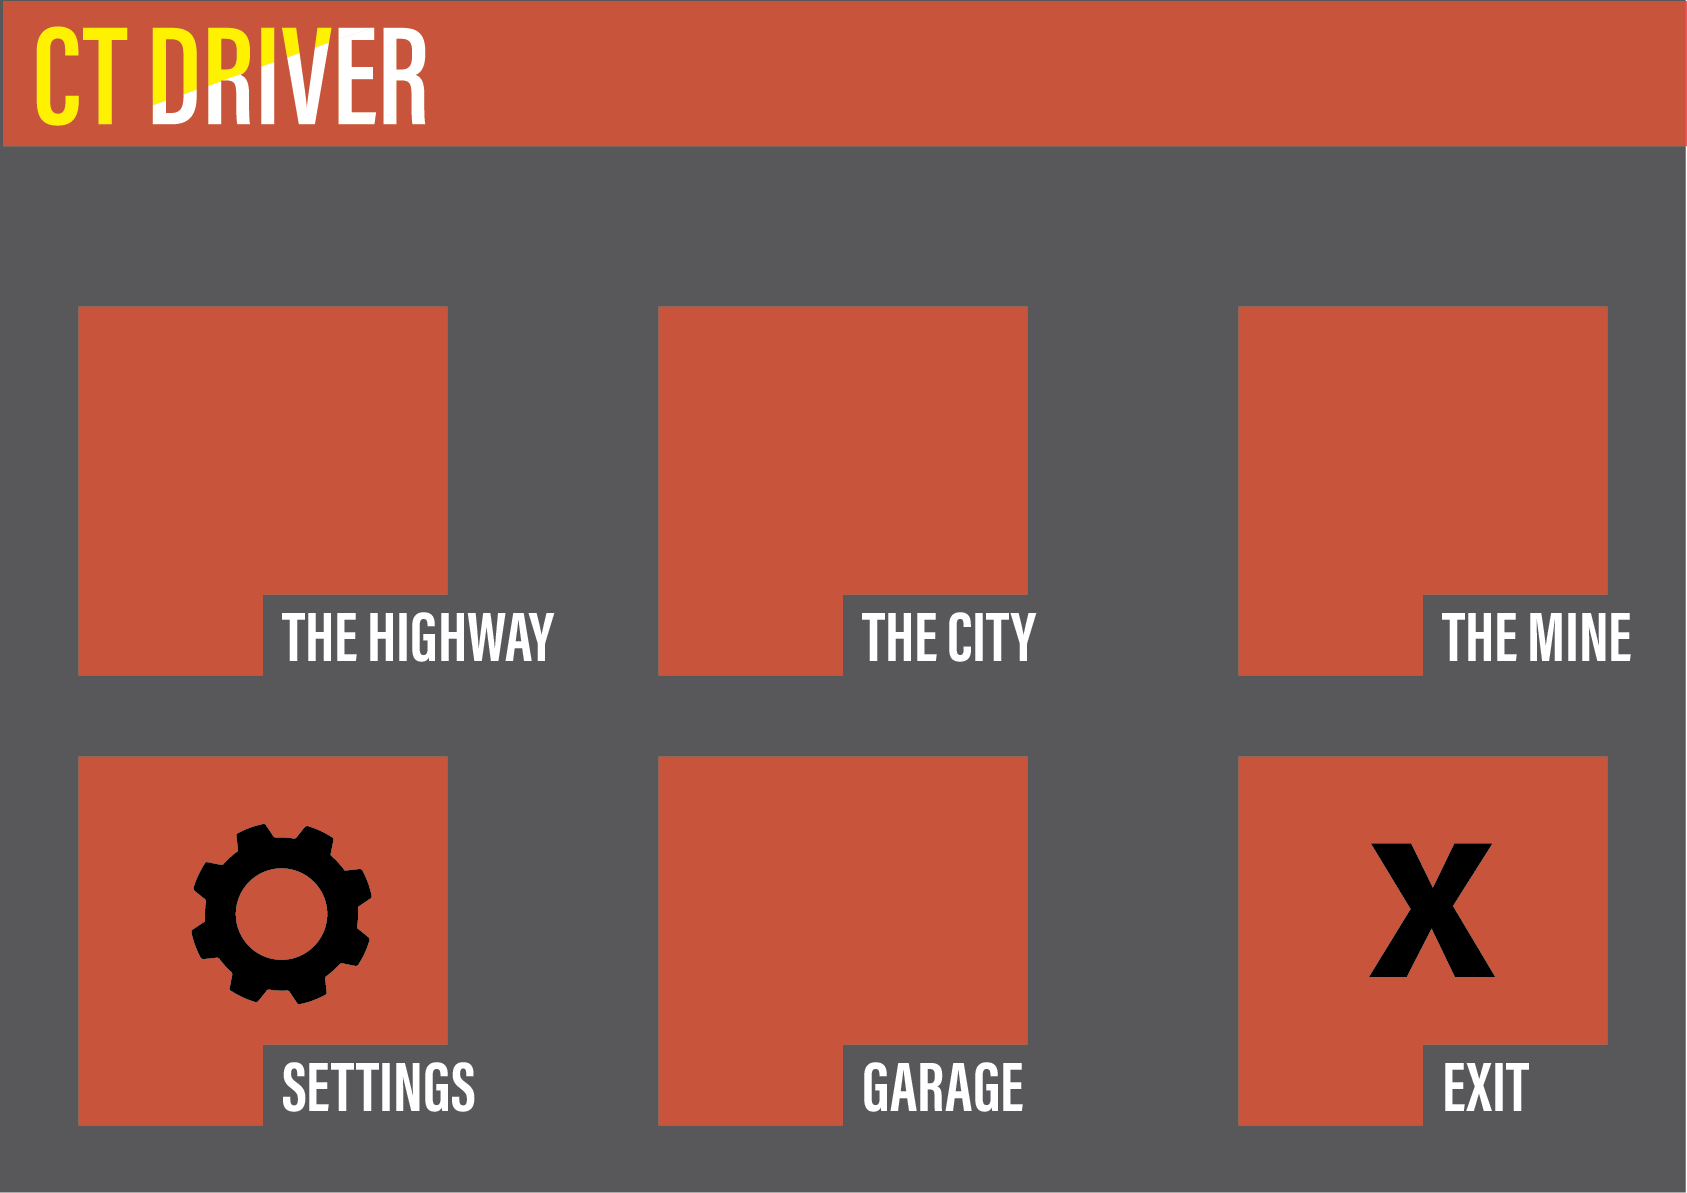 CT DRIVER
THE HIGHWAY
THE CITY
THE MINE
X
SETTINGS
GARAGE
EXIT